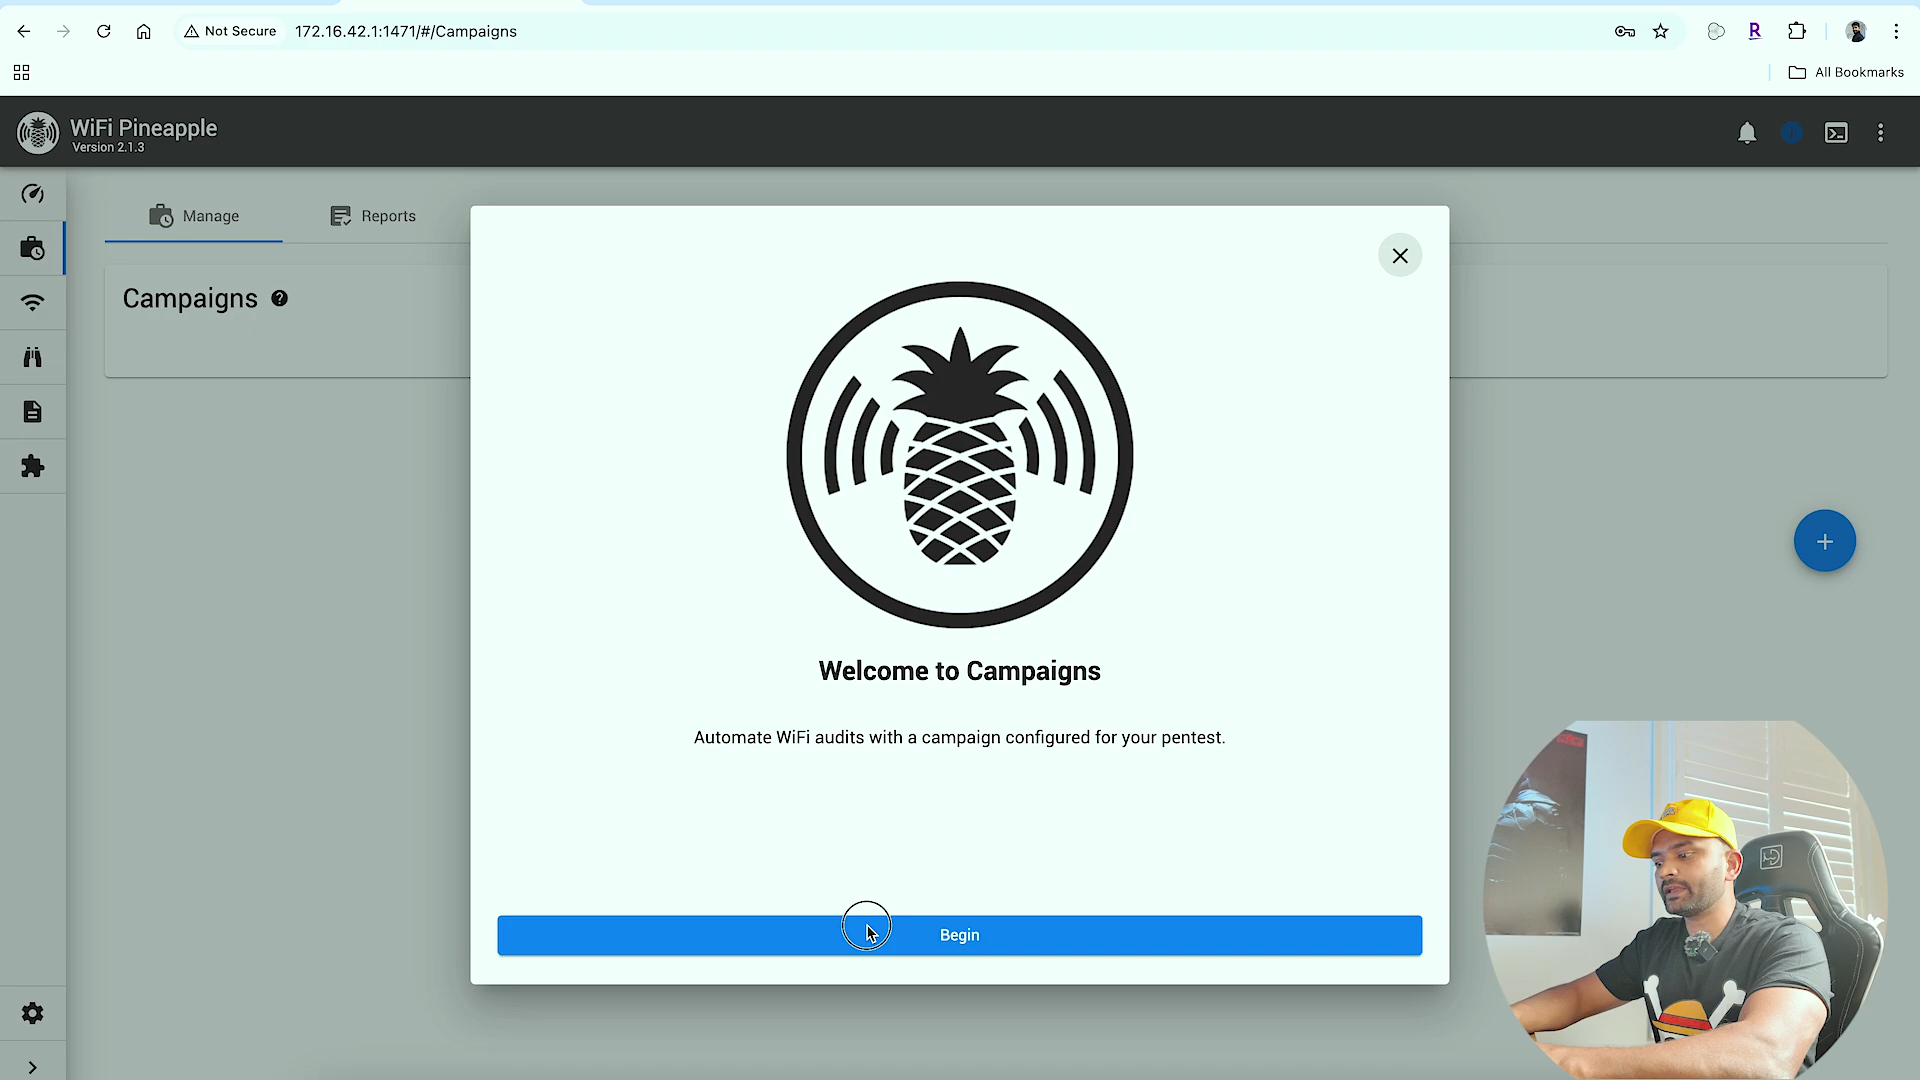 Not Secure
172.16.42.1:1471/#/Campaigns
R
All Bookmarks
WiFi Pineapple
Version 2.1.3
Manage
Reports
Campaigns
Welcome to Campaigns
Automate WiFi audits with a campaign configured for your pentest.
Begin